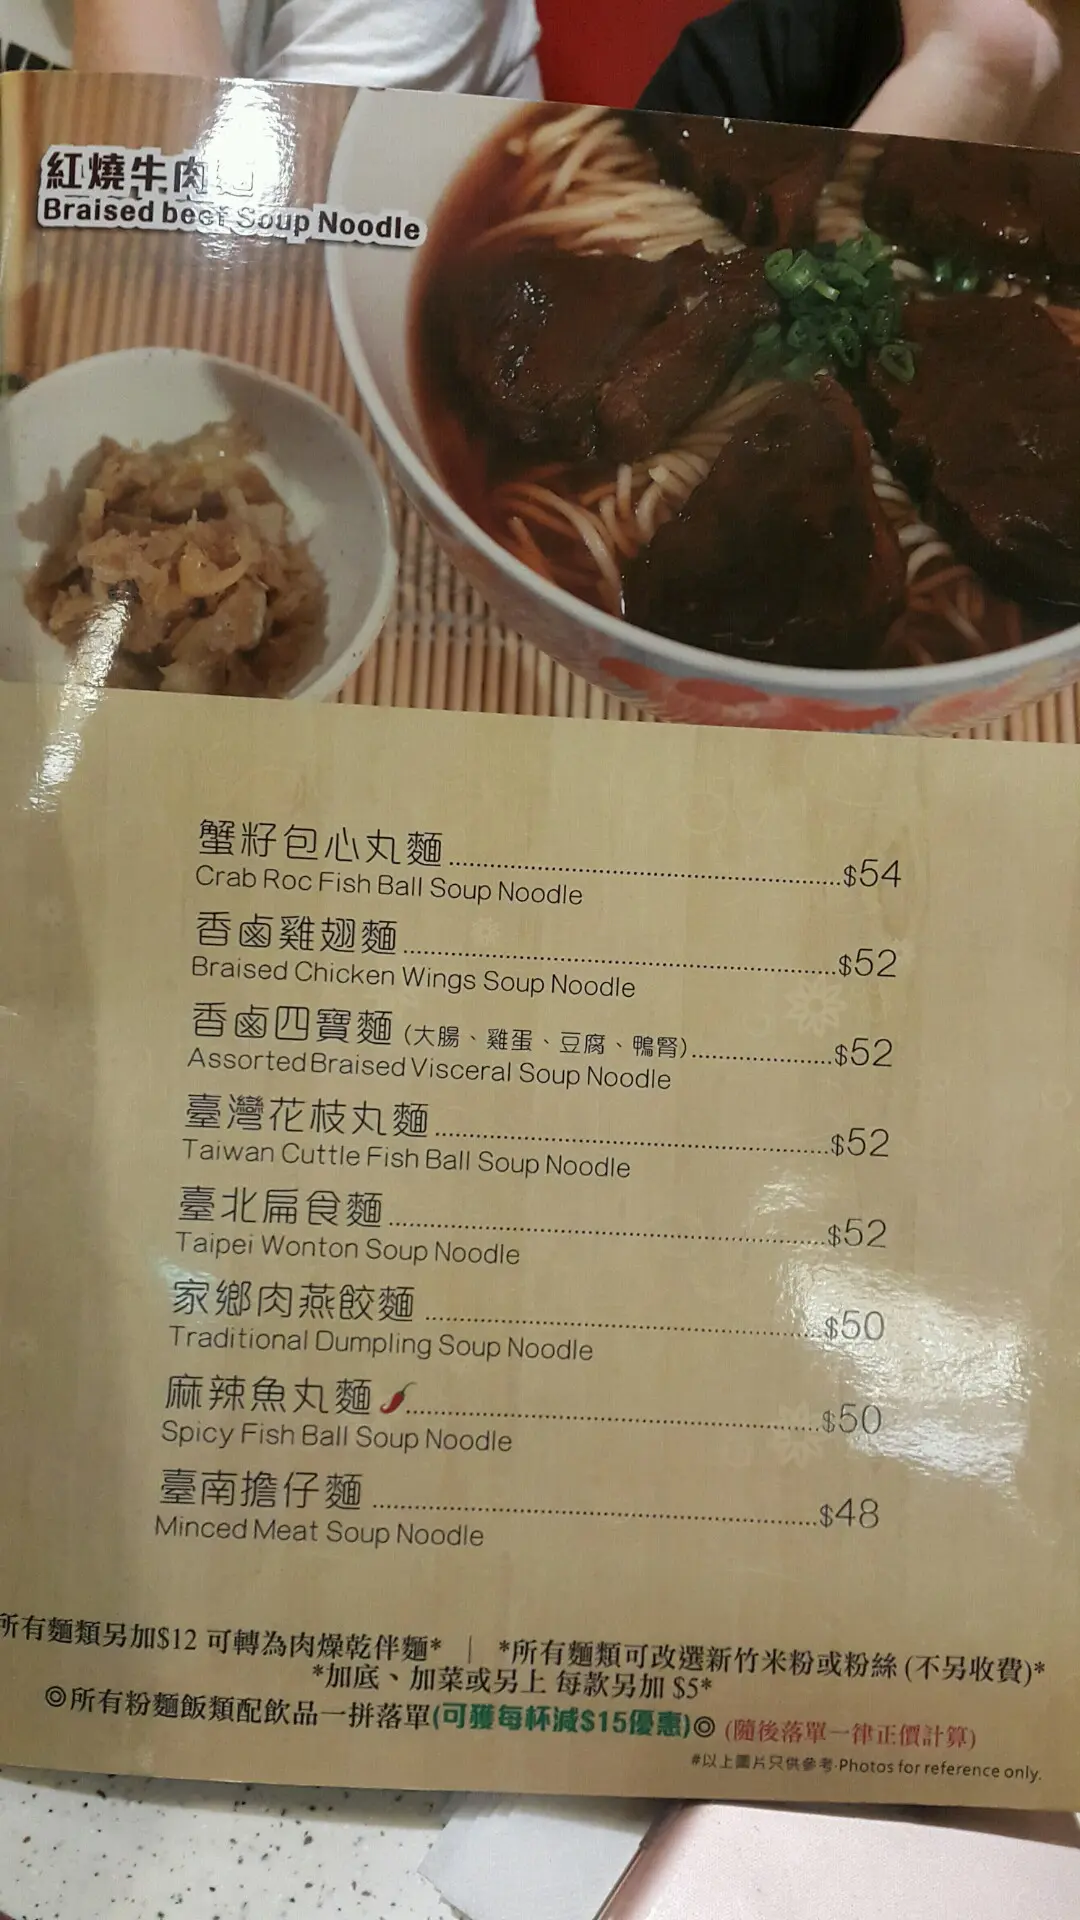 紅燒牛肉
Braised beef Soup Noodle
蟹籽包心丸麵..........$54
Crab Roc Fish Ball Soup Noodle
香鹵雞翅麵..........$52
Braised Chicken Wings Soup Noodle
香鹵四寶麵 (大腸、雞蛋、豆腐、鴨腎)..........$52
Assorted Braised Visceral Soup Noodle
臺灣花枝丸麵..........$52
Taiwan Cuttle Fish Ball Soup Noodle
臺北扁食麵..........$52
Taipei Wonton Soup Noodle
家鄉肉燕餃麵..........$50
Traditional Dumpling Soup Noodle
麻辣魚丸麵..........$50
Spicy Fish Ball Soup Noodle
臺南擔仔麵..........$48
Minced Meat Soup Noodle
所有麵類另加$12 可轉為肉燥乾伴麵* | *所有麵類可改選新竹米粉或粉絲 (不另收費)*
*加底、加菜或另上 每款另加 $5*
◎所有粉麵飯類配飲品一拼落單(可獲每杯減$15優惠)◎ (隨後落單一律正價計算)
#以上圖片只供參考·Photos for reference only.